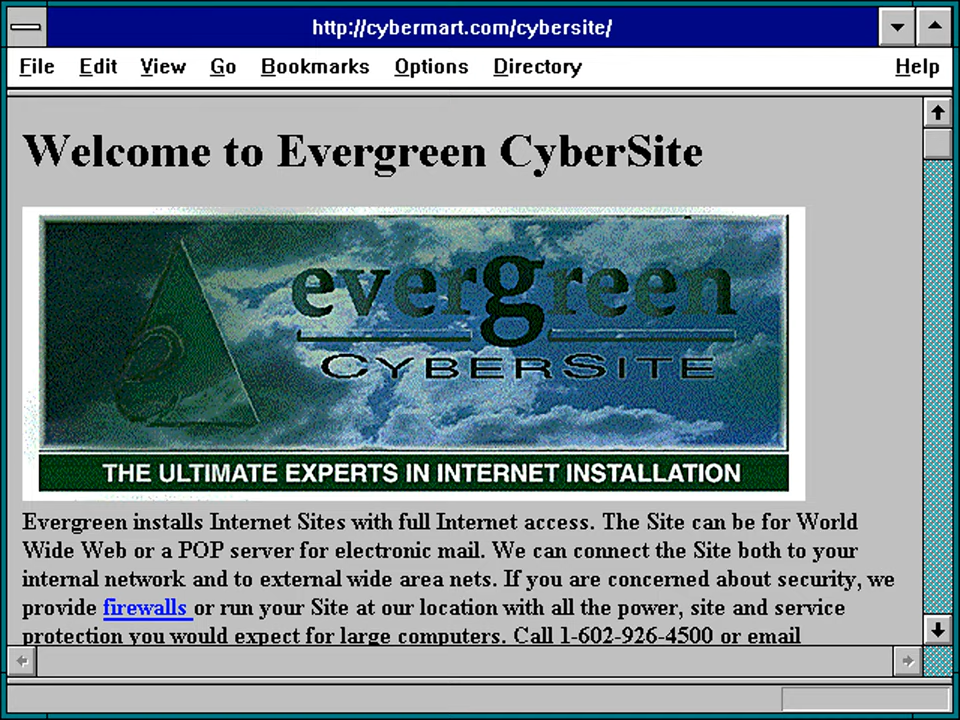 http://cybermart.com/cybersite/
File Edit View Go Bookmarks Options Directory Help
Welcome to Evergreen CyberSite
evergreen
CYBERSITE
THE ULTIMATE EXPERTS IN INTERNET INSTALLATION
Evergreen installs Internet Sites with full Internet access. The Site can be for World
Wide Web or a POP server for electronic mail. We can connect the Site both to your
internal network and to external wide area nets. If you are concerned about security, we
provide firewalls or run your Site at our location with all the power, site and service
protection you would expect for large computers. Call 1-602-926-4500 or email